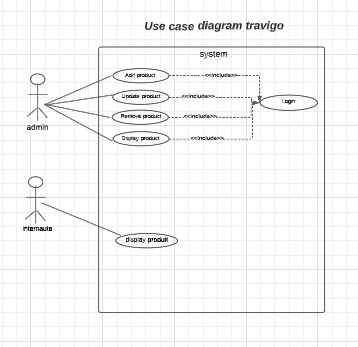 Use case diagram travigo
system
Add product
<<include>>
Update product
<<include>>
Login
Remove product
<<include>>
admin
Display product
<<include>>
internaute
display produit